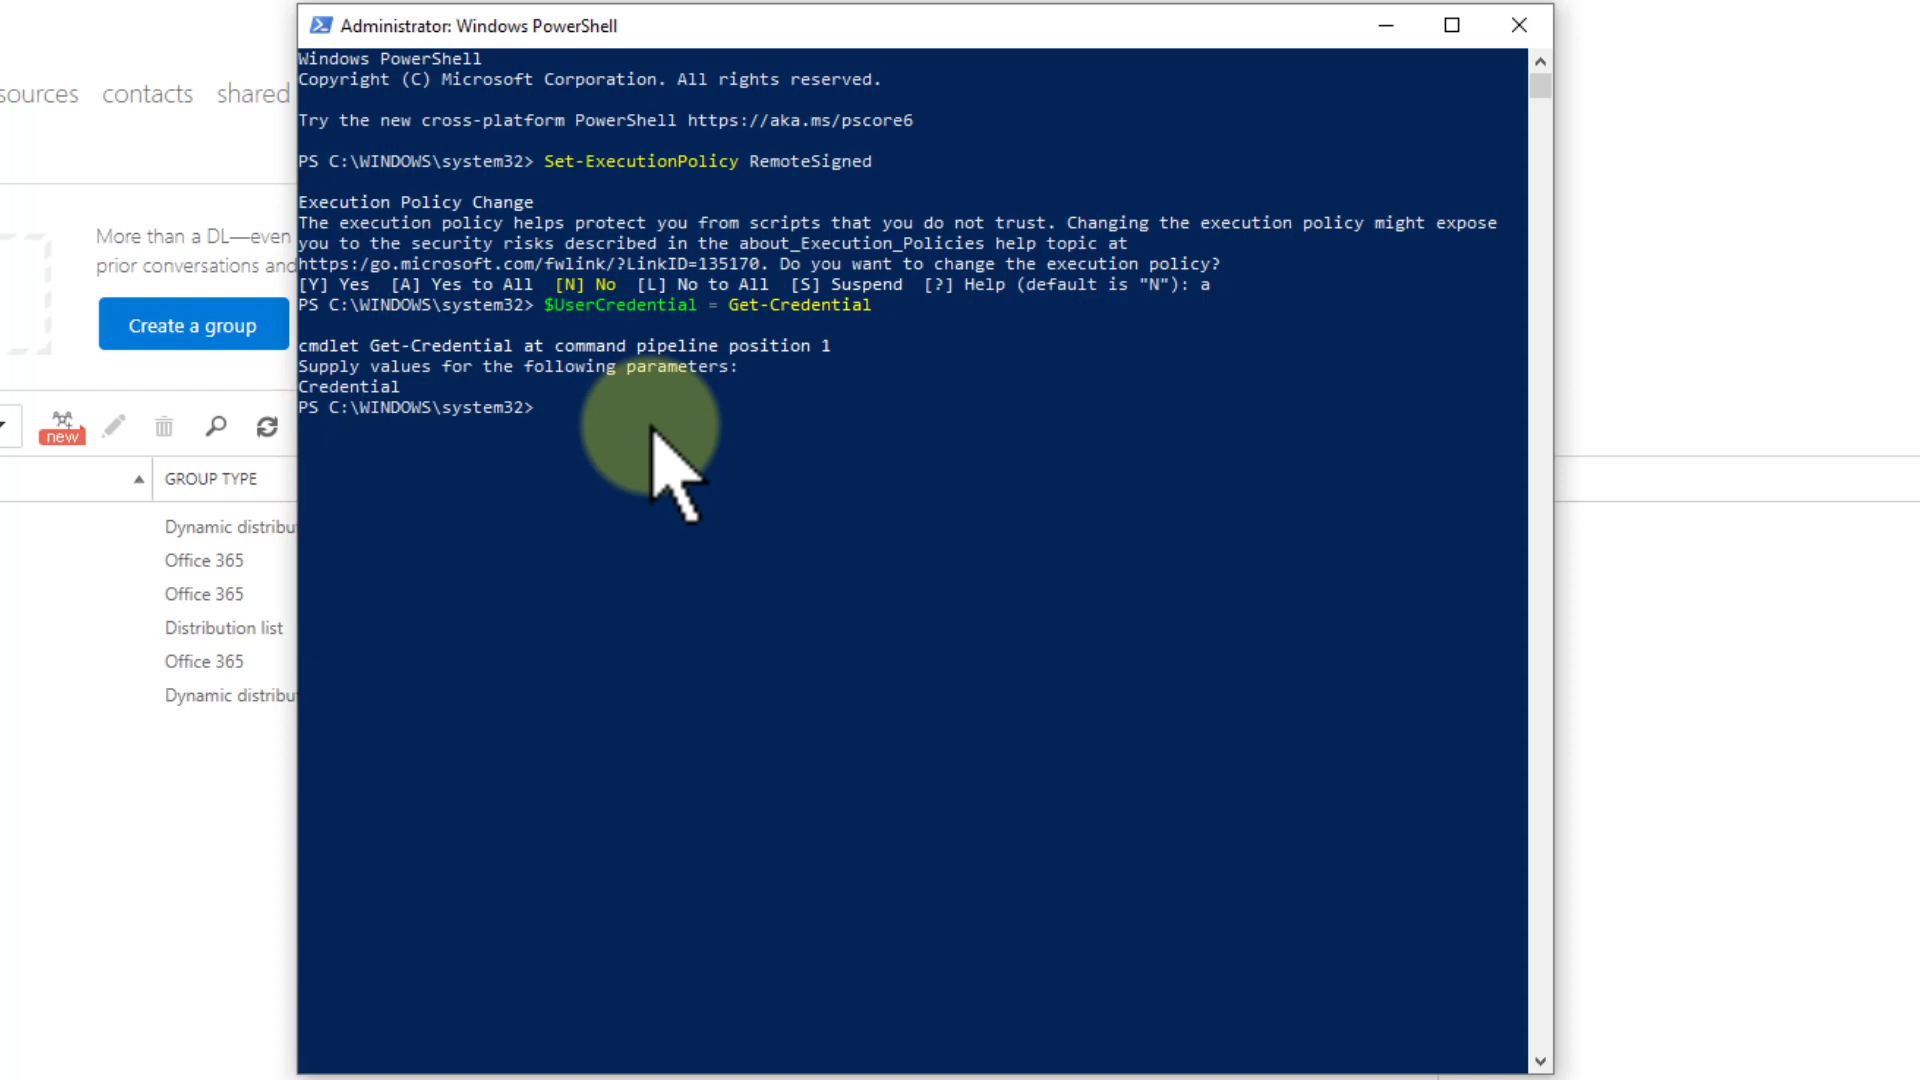 Administrator: Windows PowerShell
Windows PowerShell
Copyright (C) Microsoft Corporation. All rights reserved.
Try the new cross-platform PowerShell https://aka.ms/pscore6
PS C:\WINDOWS\system32> Set-ExecutionPolicy RemoteSigned
Execution Policy Change
The execution policy helps protect you from scripts that you do not trust. Changing the execution policy might expose
you to the security risks described in the about_Execution_Policies help topic at
https:/go.microsoft.com/fwlink/?LinkID=135170. Do you want to change the execution policy?
[Y] Yes [A] Yes to All [N] No [L] No to All [S] Suspend [?] Help (default is "N"): a
PS C:\WINDOWS\system32> $UserCredential = Get-Credential
cmdlet Get-Credential at command pipeline position 1
Supply values for the following parameters:
Credential
PS C:\WINDOWS\system32>
sources contacts shared
More than a DL—even
prior conversations and
Create a group
new
GROUP TYPE
Dynamic distribu
Office 365
Office 365
Distribution list
Office 365
Dynamic distribu